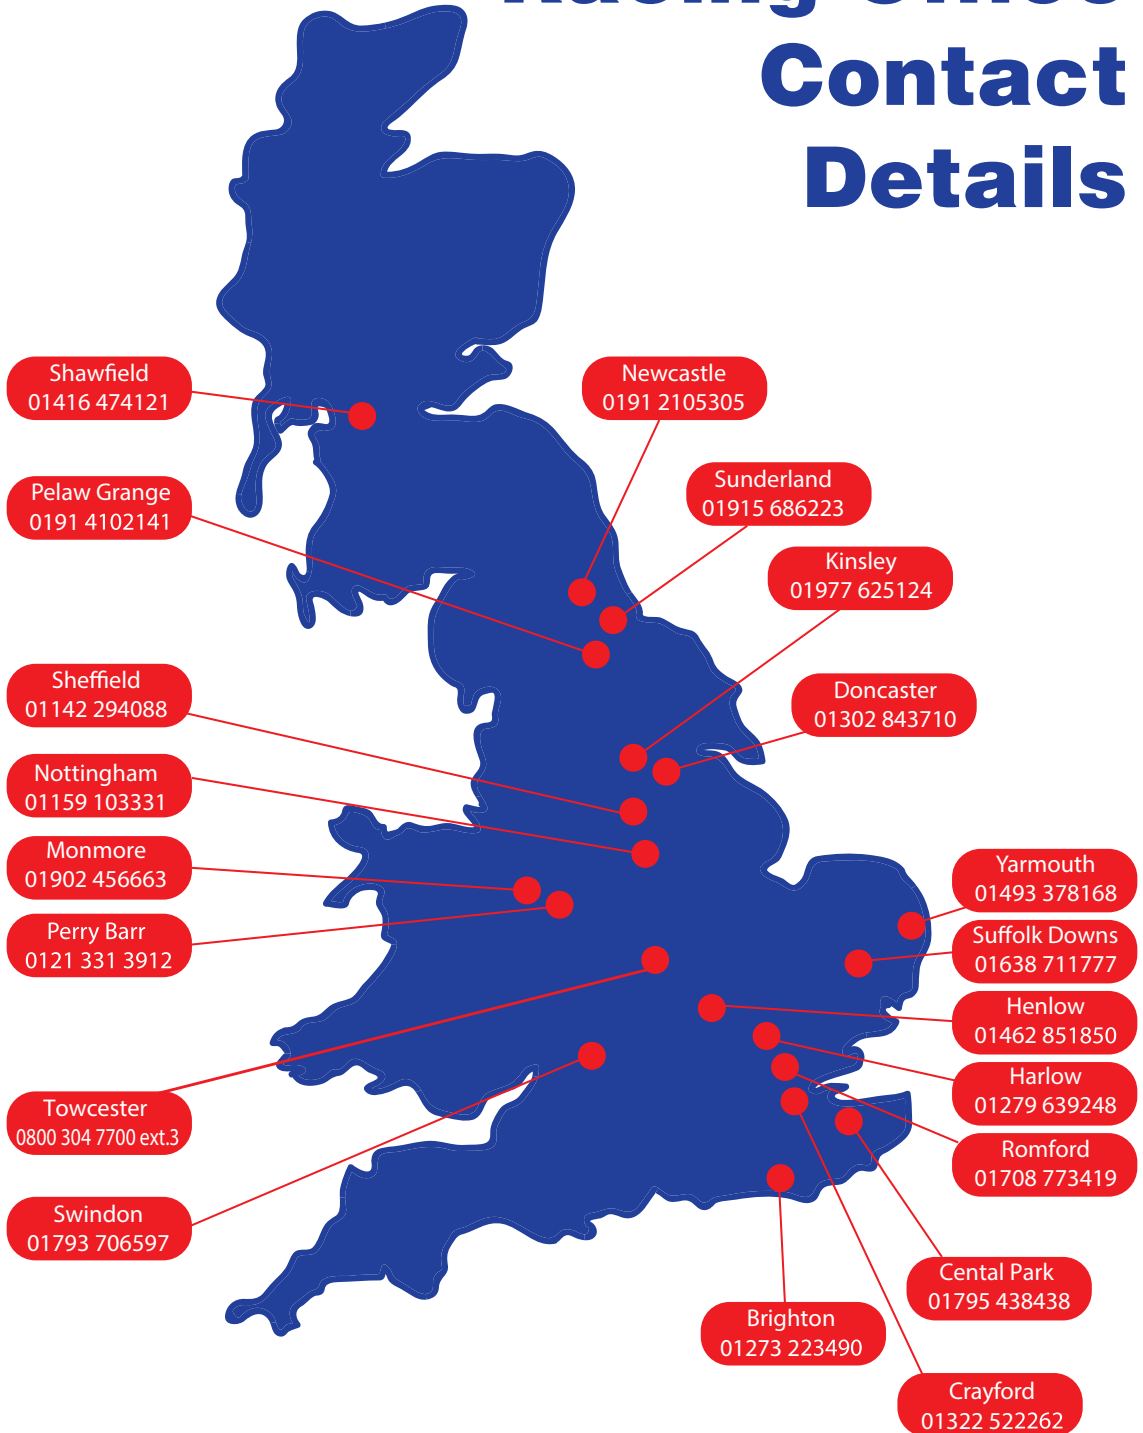 Racing Office
Contact
Details
Shawfield
01416 474121
Newcastle
0191 2105305
Pelaw Grange
0191 4102141
Sunderland
01915 686223
Kinsley
01977 625124
Sheffield
01142 294088
Doncaster
01302 843710
Nottingham
01159 103331
Monmore
01902 456663
Yarmouth
01493 378168
Perry Barr
0121 331 3912
Suffolk Downs
01638 711777
Henlow
01462 851850
Harlow
01279 639248
Towcester
0800 304 7700 ext.3
Romford
01708 773419
Swindon
01793 706597
Cental Park
01795 438438
Brighton
01273 223490
Crayford
01322 522262